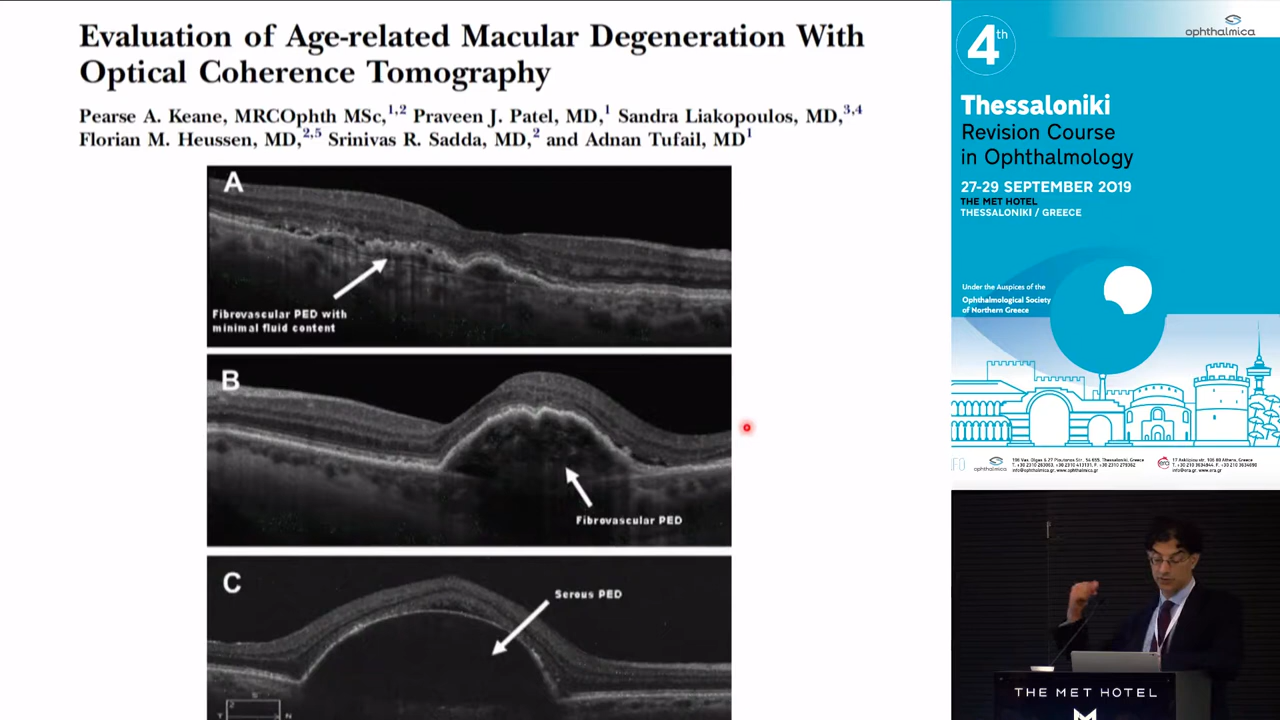 Evaluation of Age-related Macular Degeneration With
Optical Coherence Tomography
Pearse A. Keane, MRCOphth MSc,1,2 Praveen J. Patel, MD,1 Sandra Liakopoulos, MD,3,4
Florian M. Heussen, MD,2,5 Srinivas R. Sadda, MD,2 and Adnan Tufail, MD1
A
Fibrovascular PED with
minimal fluid content
B
Fibrovascular PED
C
Serous PED
4th
ophthalmica
Thessaloniki
Revision Course
in Ophthalmology
27-29 SEPTEMBER 2019
THE MET HOTEL
THESSALONIKI / GREECE
Under the Auspices of the
Ophthalmological Society
of Northern Greece
ophthalmica
THE MET HOTEL
M